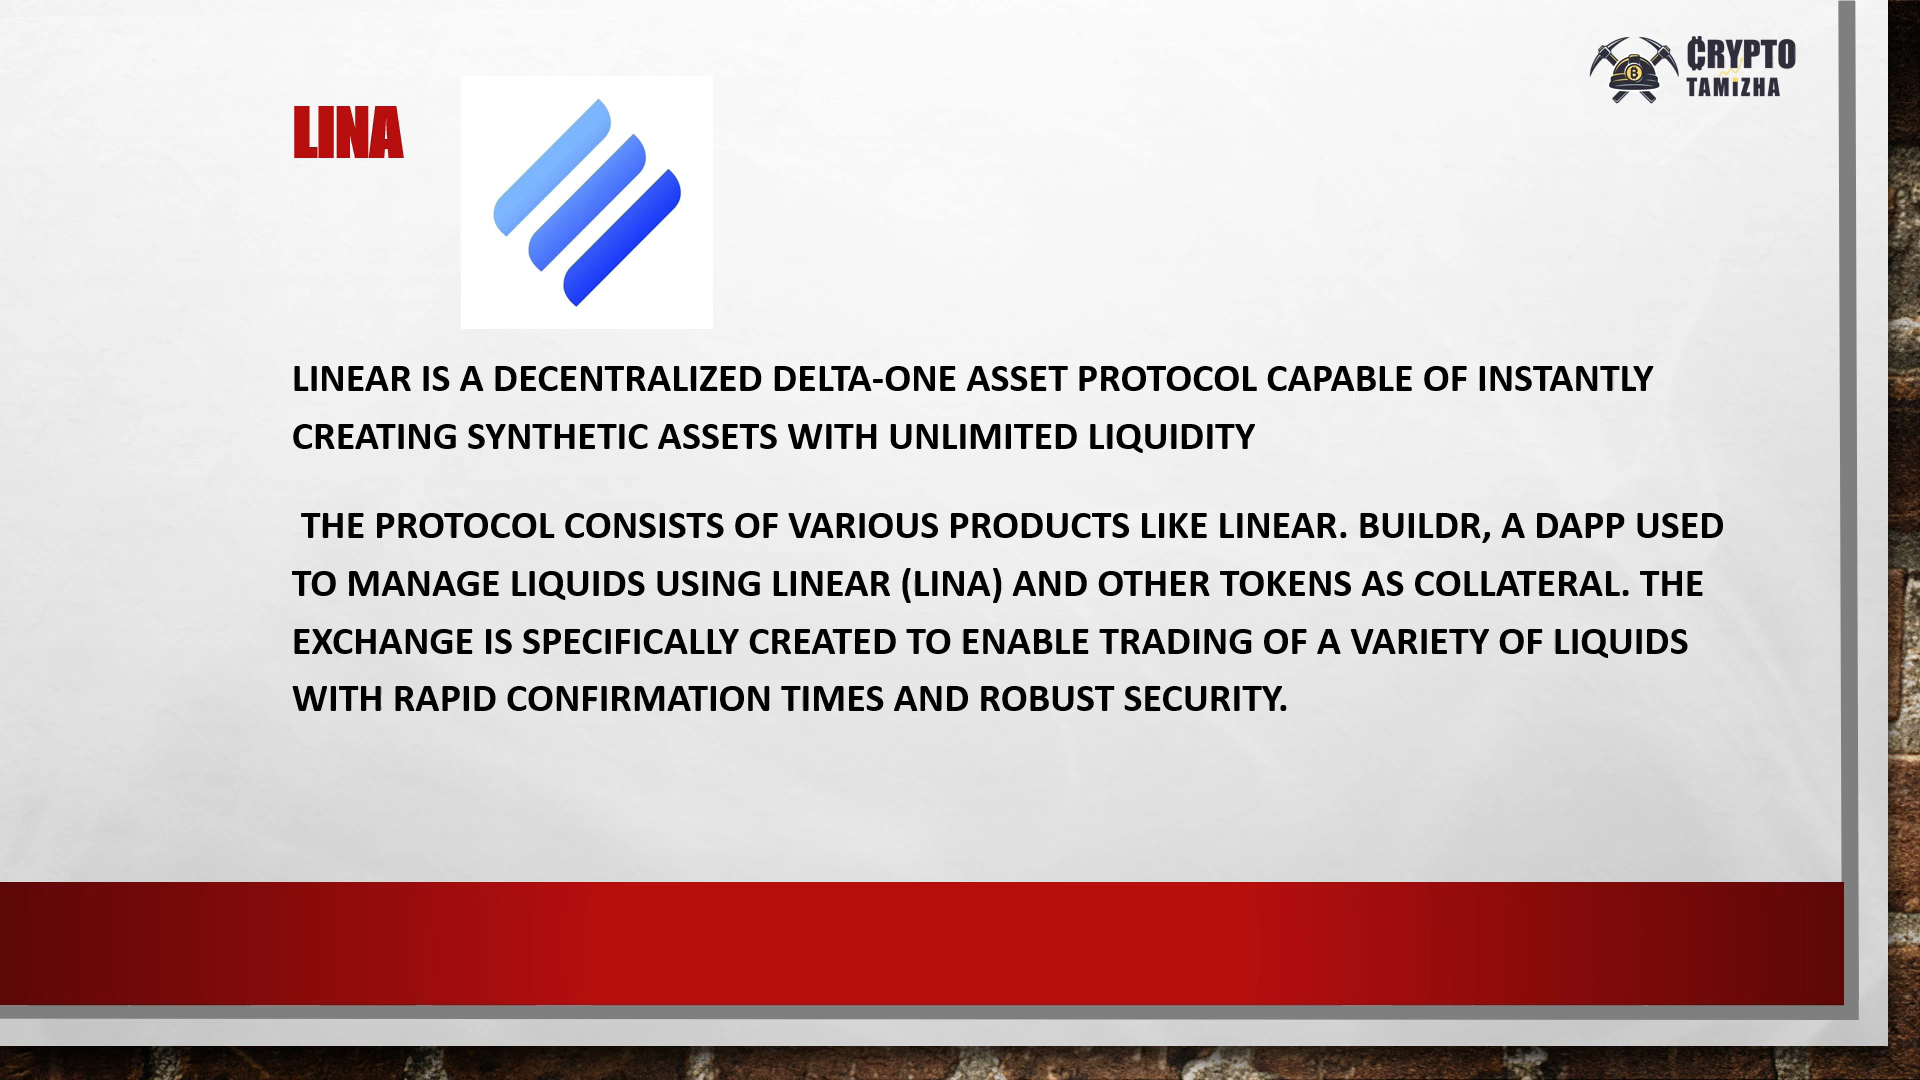 CRYPTO
TAMIZHA
LINA
LINEAR IS A DECENTRALIZED DELTA-ONE ASSET PROTOCOL CAPABLE OF INSTANTLY
CREATING SYNTHETIC ASSETS WITH UNLIMITED LIQUIDITY
THE PROTOCOL CONSISTS OF VARIOUS PRODUCTS LIKE LINEAR. BUILDR, A DAPP USED
TO MANAGE LIQUIDS USING LINEAR (LINA) AND OTHER TOKENS AS COLLATERAL. THE
EXCHANGE IS SPECIFICALLY CREATED TO ENABLE TRADING OF A VARIETY OF LIQUIDS
WITH RAPID CONFIRMATION TIMES AND ROBUST SECURITY.